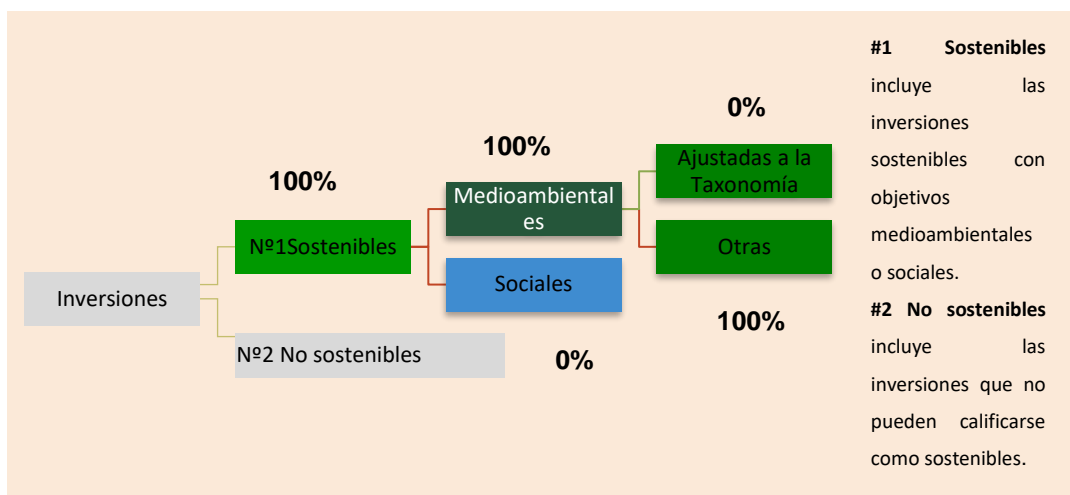 Inversiones
100%
Nº1Sostenibles
Nº2 No sostenibles
100%
Medioambiental
es
Sociales
0%
0%
Ajustadas a la
Taxonomía
Otras
100%
#1 Sostenibles
incluye las
inversiones
sostenibles con
objetivos
medioambientales
o sociales.
#2 No sostenibles
incluye las
inversiones que no
pueden calificarse
como sostenibles.